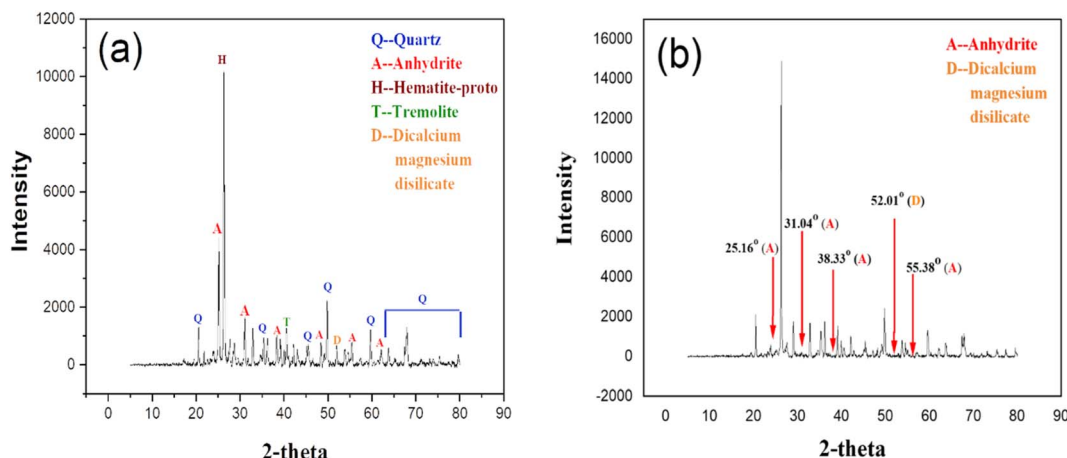 (a)
Q--Quartz
A--Anhydrite
H--Hematite-proto
T--Tremolite
D--Dicalcium
magnesium
disilicate
Intensity
12000
10000
8000
6000
4000
2000
0
H
A
Q
A
Q
A
T
Q
A
Q
D
A
Q
A
Q
0 10 20 30 40 50 60 70 80 90
2-theta
(b)
A--Anhydrite
D--Dicalcium
magnesium
disilicate
Intensity
16000
14000
12000
10000
8000
6000
4000
2000
0
-2000
52.01° (D)
31.04° (A)
25.16° (A)
38.33° (A)
55.38° (A)
0 10 20 30 40 50 60 70 80 90
2-theta